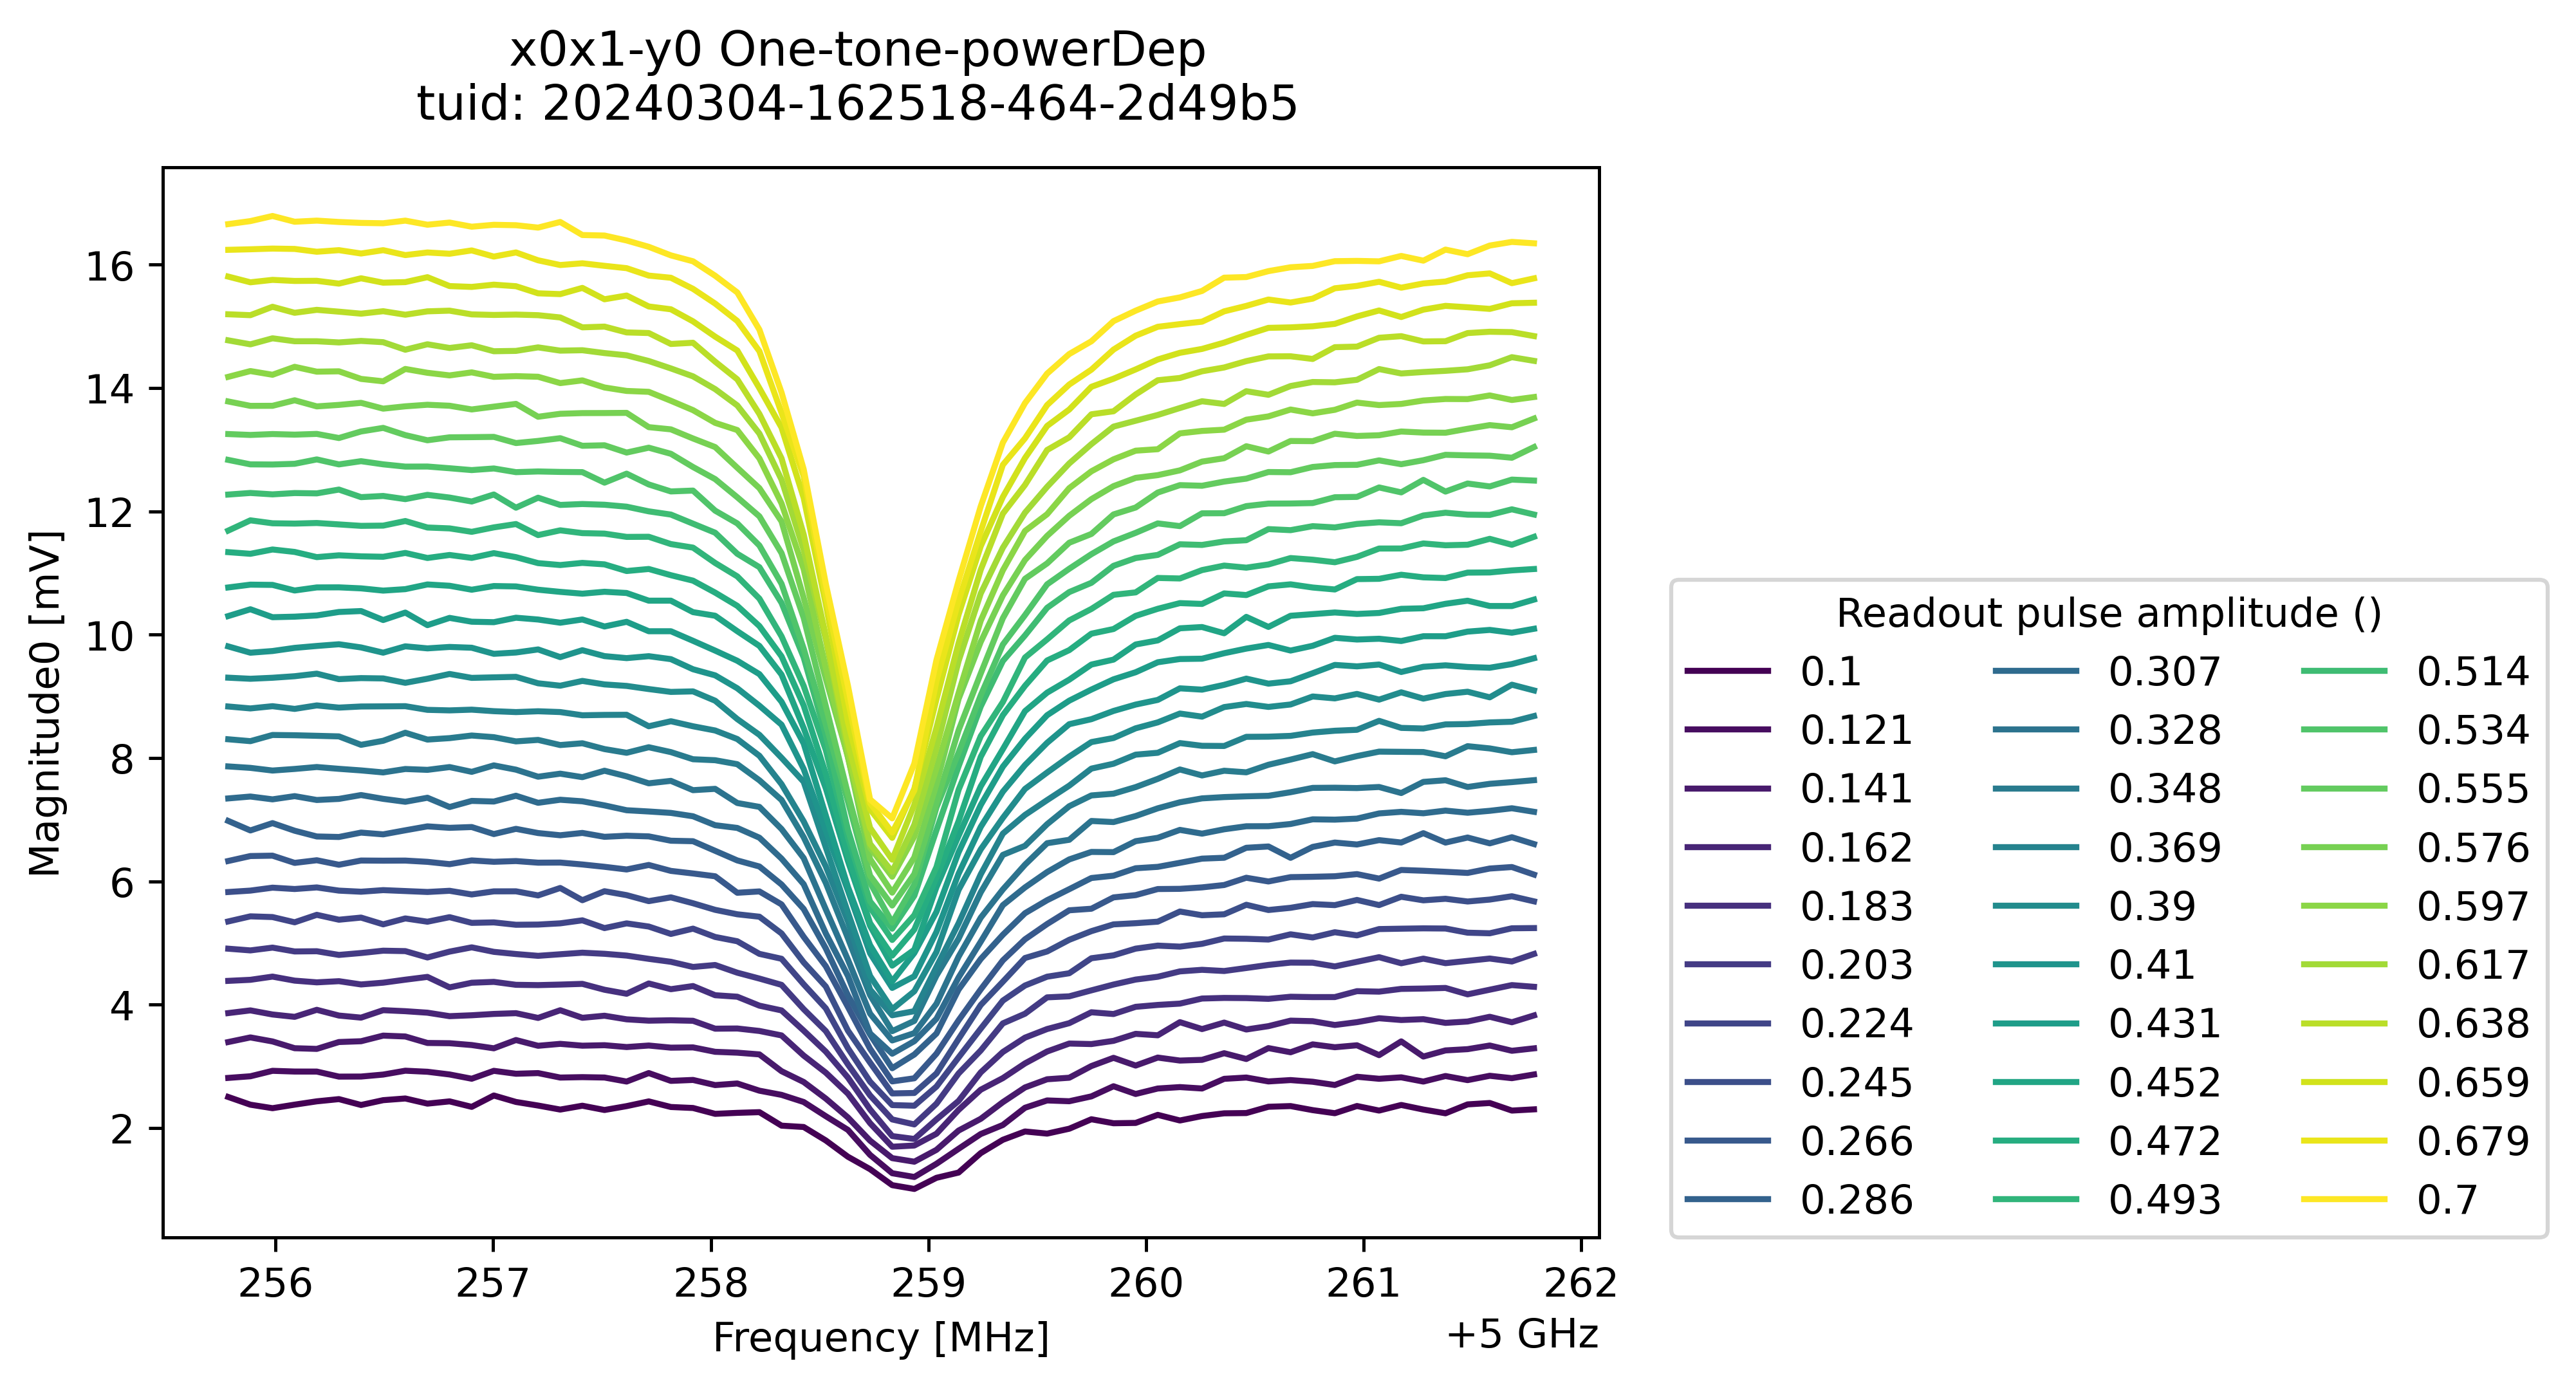 x0x1-y0 One-tone-powerDep
tuid: 20240304-162518-464-2d49b5
Magnitude0 [mV]
16
14
12
10
8
6
4
2
256 257 258 259 260 261 262
Frequency [MHz]
+5 GHz
Readout pulse amplitude ()
0.1 0.307 0.514
0.121 0.328 0.534
0.141 0.348 0.555
0.162 0.369 0.576
0.183 0.39 0.597
0.203 0.41 0.617
0.224 0.431 0.638
0.245 0.452 0.659
0.266 0.472 0.679
0.286 0.493 0.7